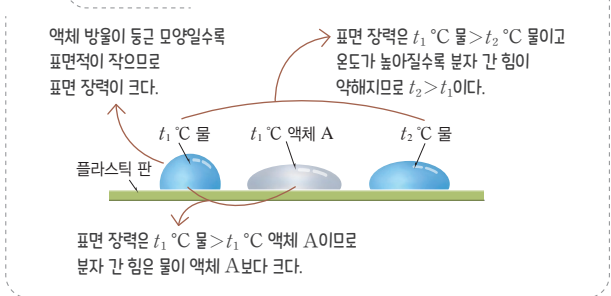 액체 방울이 둥근 모양일수록
표면적이 작으므로
표면 장력이 크다.
표면 장력은 t₁ ℃ 물＞t₂ ℃ 물이고
온도가 높아질수록 분자 간 힘이
약해지므로 t₂＞t₁이다.
t₁ ℃ 물
t₁ ℃ 액체 A
t₂ ℃ 물
플라스틱 판
표면 장력은 t₁ ℃ 물＞t₁ ℃ 액체 A이므로
분자 간 힘은 물이 액체 A보다 크다.